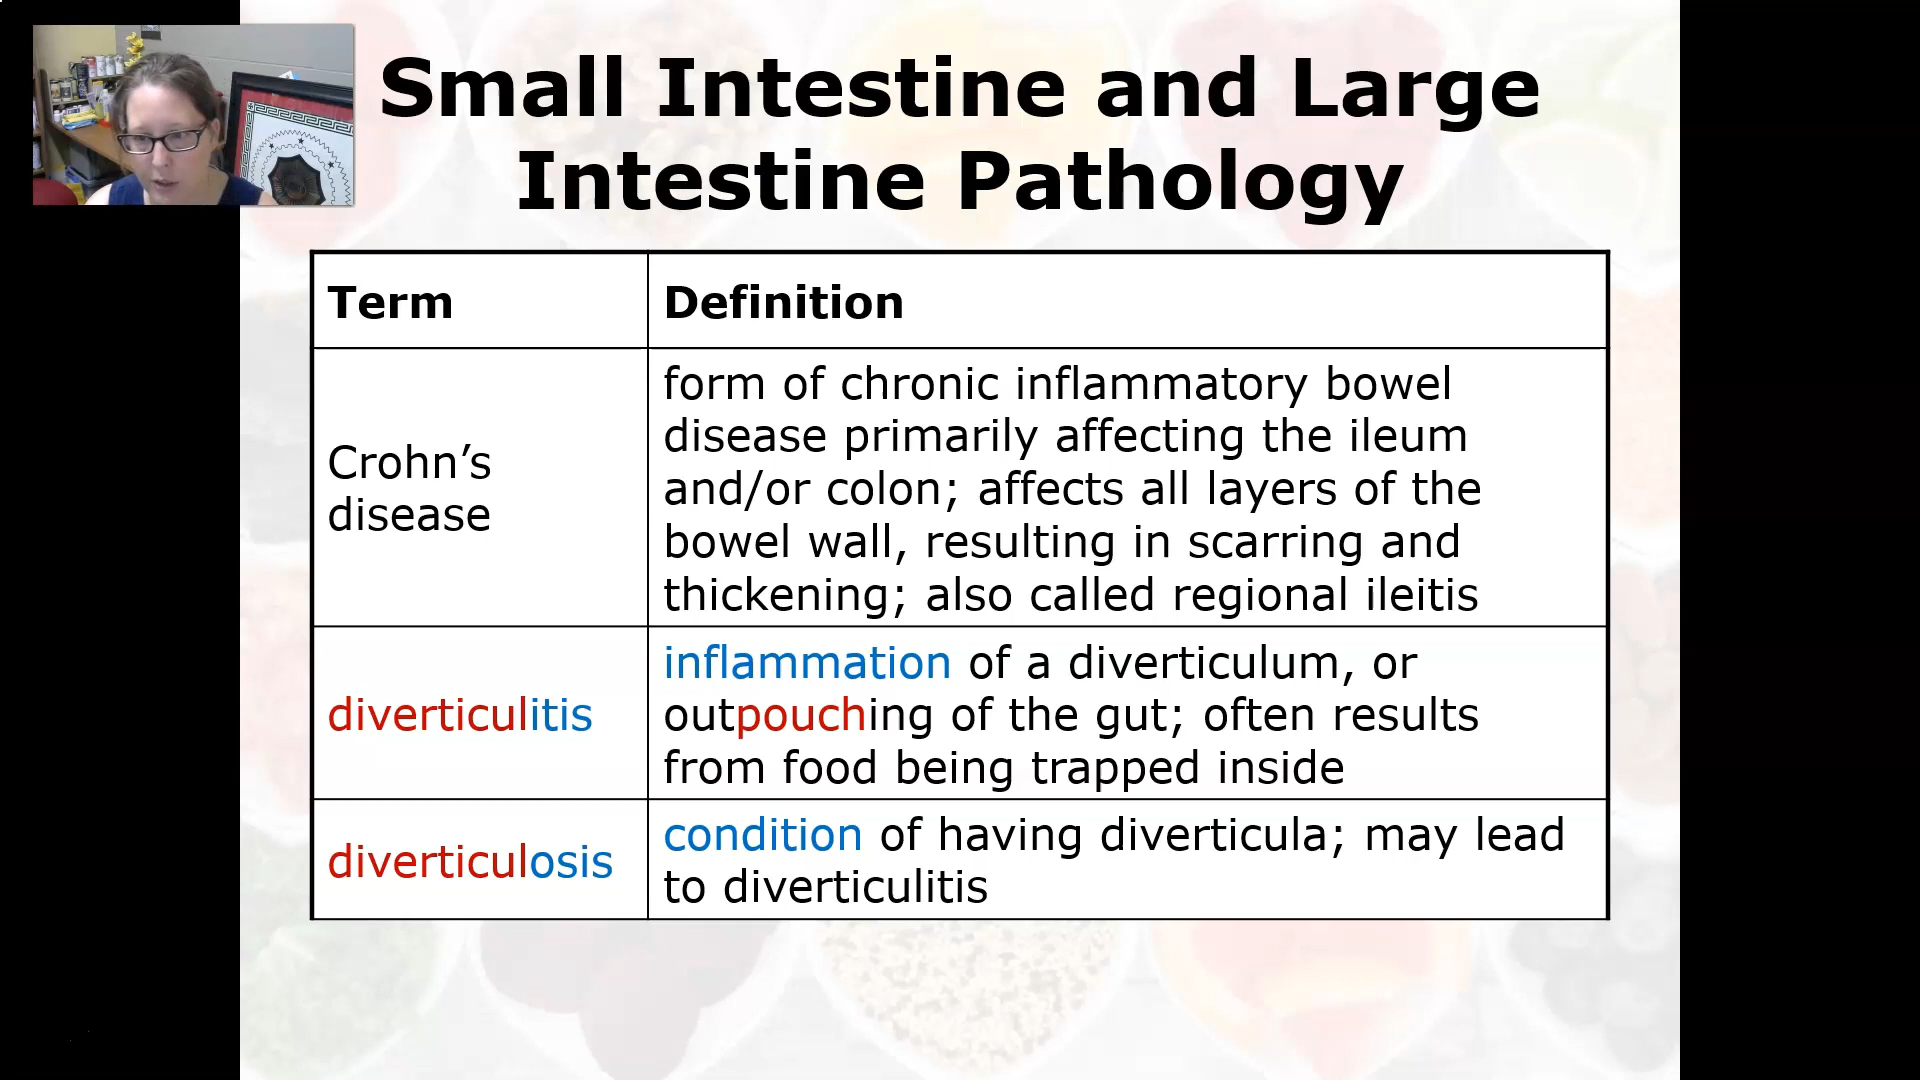 Small Intestine and Large
Intestine Pathology
Term
Definition
Crohn’s
disease
form of chronic inflammatory bowel
disease primarily affecting the ileum
and/or colon; affects all layers of the
bowel wall, resulting in scarring and
thickening; also called regional ileitis
diverticulitis
inflammation of a diverticulum, or
outpouching of the gut; often results
from food being trapped inside
diverticulosis
condition of having diverticula; may lead
to diverticulitis